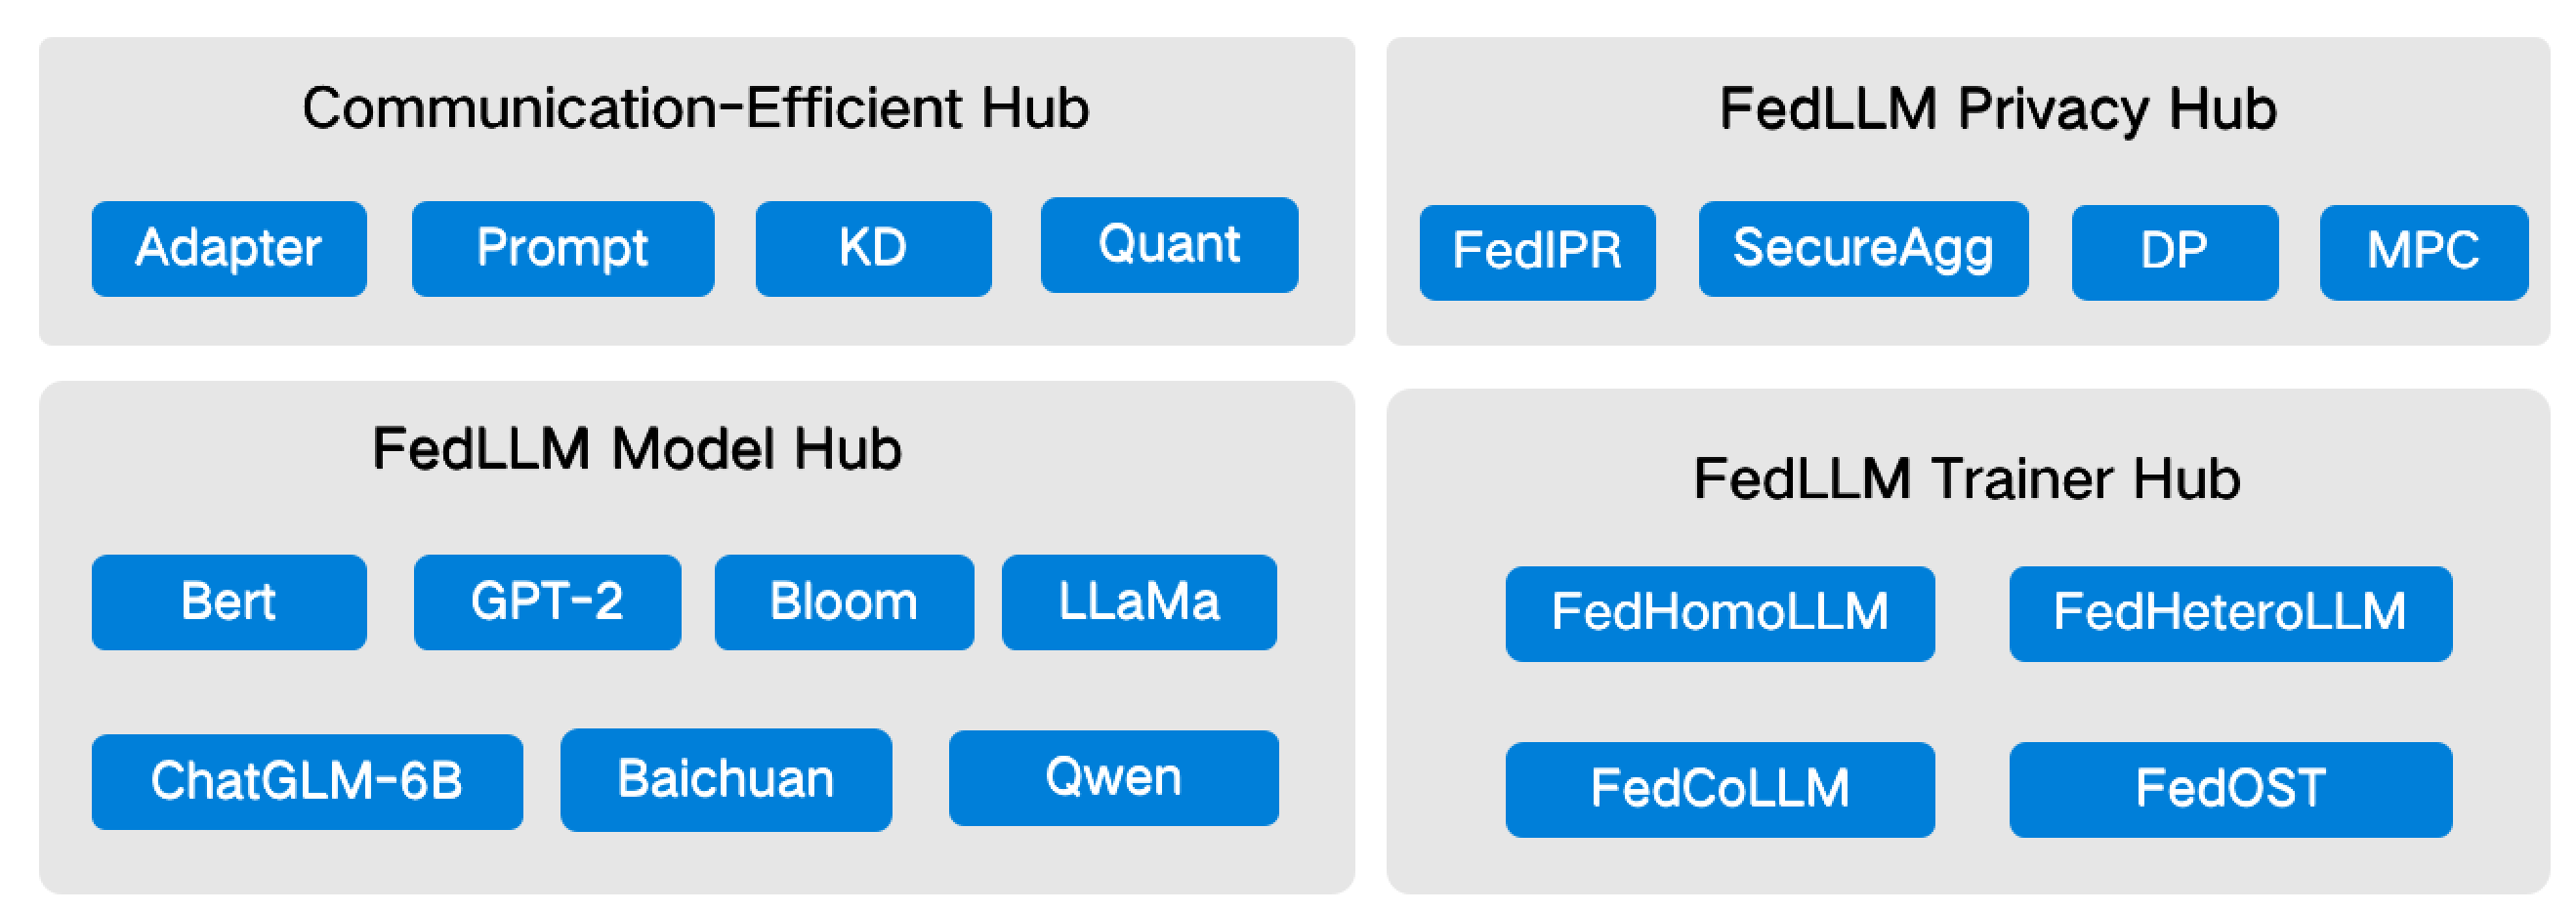 Communication-Efficient Hub
Adapter Prompt KD Quant
FedLLM Privacy Hub
FedIPR SecureAgg DP MPC
FedLLM Model Hub
Bert GPT-2 Bloom LLaMa
ChatGLM-6B Baichuan Qwen
FedLLM Trainer Hub
FedHomoLLM FedHeteroLLM
FedCoLLM FedOST